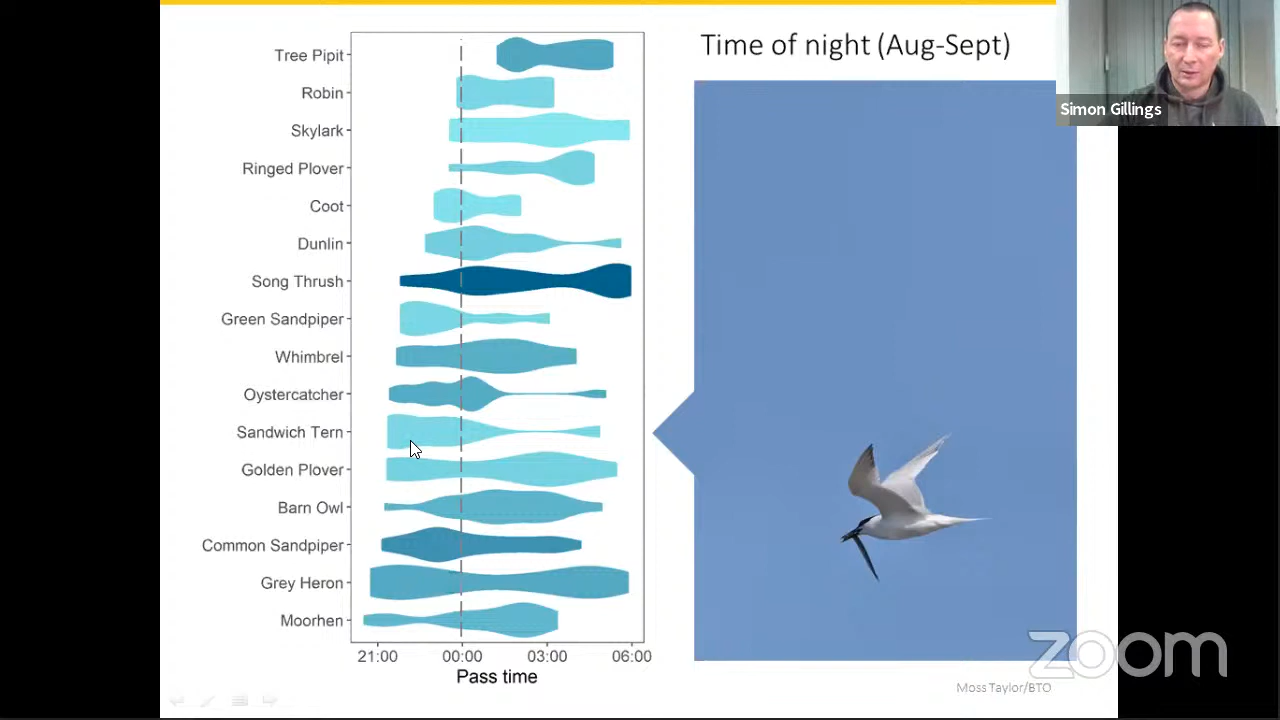 Time of night (Aug-Sept)
Simon Gillings
Tree Pipit
Robin
Skylark
Ringed Plover
Coot
Dunlin
Song Thrush
Green Sandpiper
Whimbrel
Oystercatcher
Sandwich Tern
Golden Plover
Barn Owl
Common Sandpiper
Grey Heron
Moorhen
21:00 00:00 03:00 06:00
Pass time
Moss Taylor/BTO
zoom